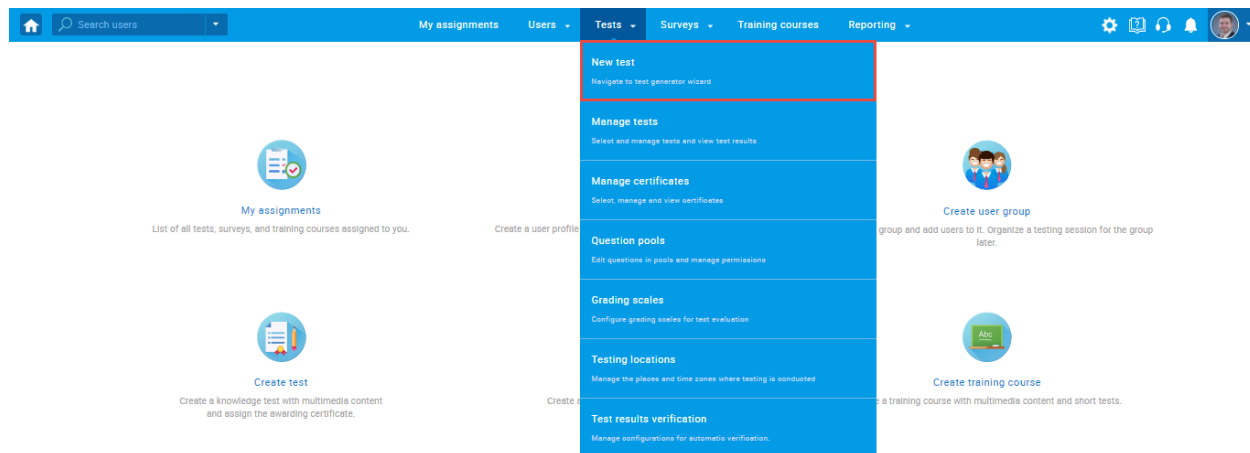 Search users
My assignments
Users
Tests
Surveys
Training courses
Reporting
New test
Navigate to test generator wizard
Manage tests
Select and manage tests and view test results
Manage certificates
Select, manage and view certificates
Question pools
Edit questions in pools and manage permissions
Grading scales
Configure grading scales for test evaluation
Testing locations
Manage the places and time zones where testing is conducted
Test results verification
Manage configurations for automatic verification.
My assignments
List of all tests, surveys, and training courses assigned to you.
Create a user profile
Create user group
group and add users to it. Organize a testing session for the group
later.
Create test
Create a knowledge test with multimedia content
and assign the awarding certificate.
Create
Abc
Create training course
a training course with multimedia content and short tests.